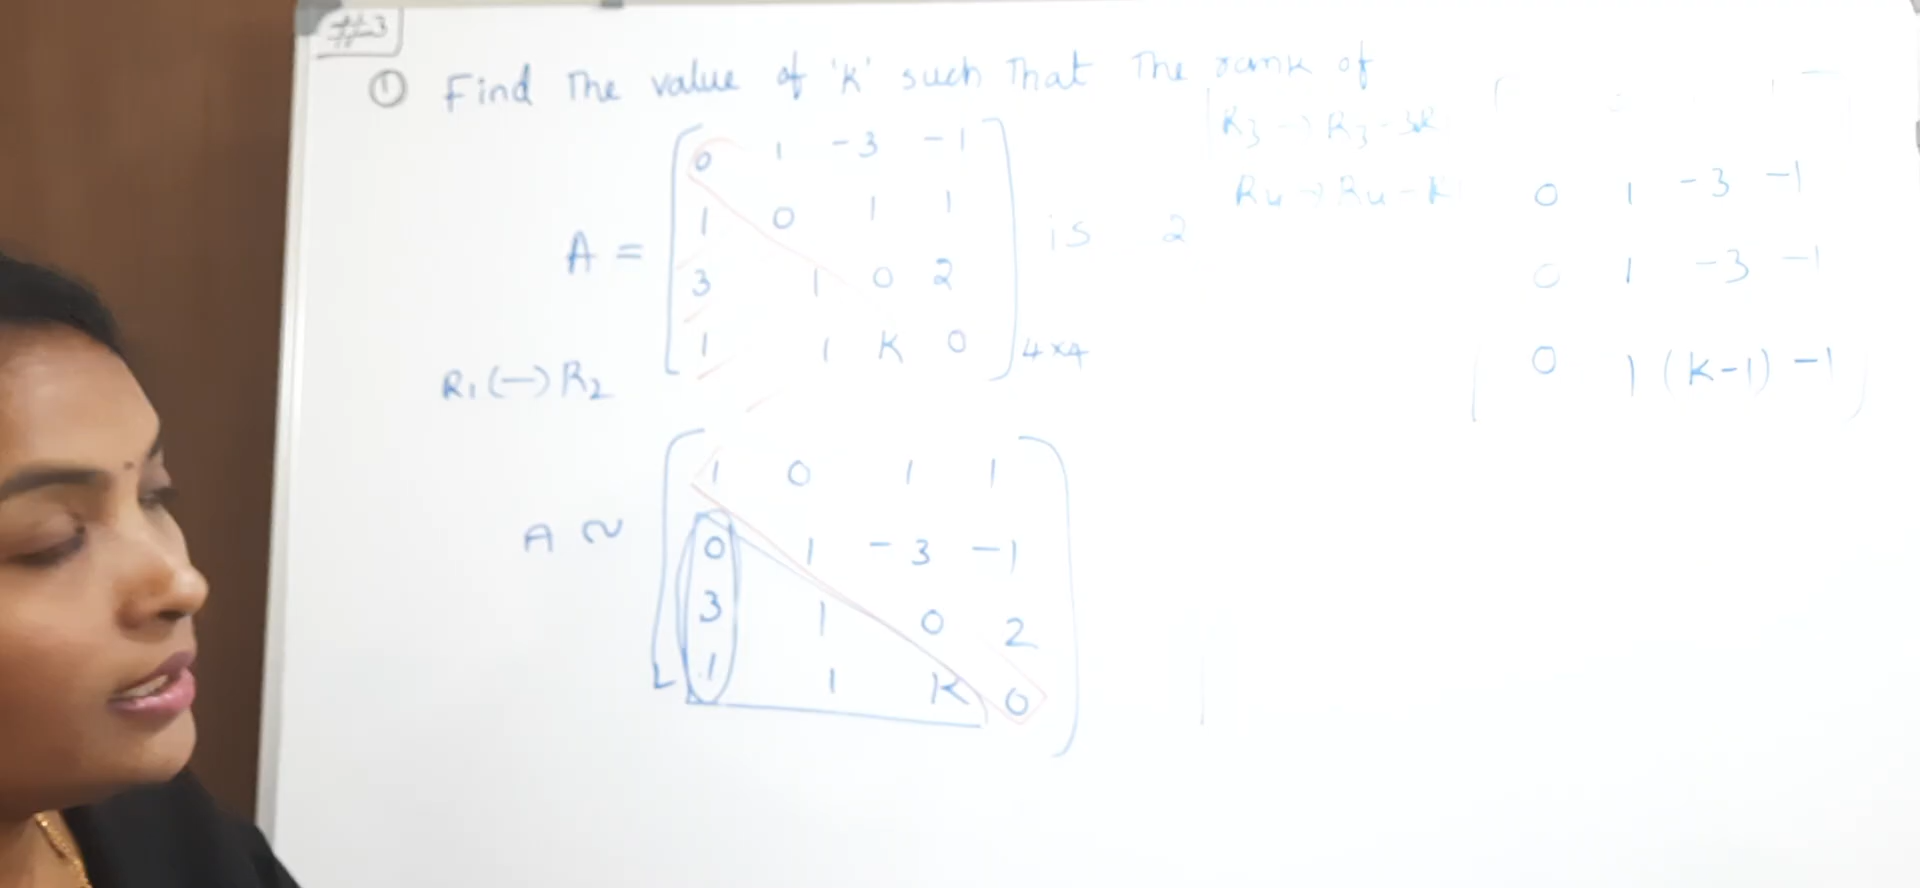 ① Find The value of 'K' such That The rank of
A = [ 0 1 -3 -1
1 0 1 1
3 1 0 2
1 1 K 0 ] 4×4 is 2
R1 (—) R2
A ~ [ 1 0 1 1
0 1 -3 -1
3 1 0 2
1 1 K 0 ]
R3 → R3 - 3R
R4 → R4 - R
0 1 -3 -1
0 1 -3 -1
0 1 (K-1) -1